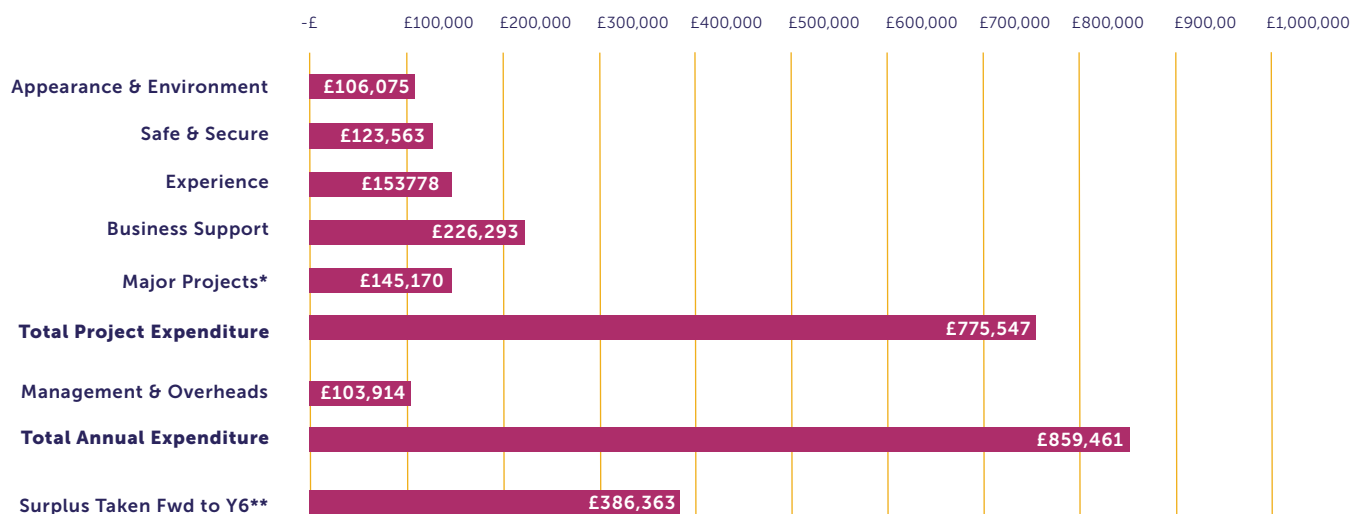 -£ £100,000 £200,000 £300,000 £400,000 £500,000 £600,000 £700,000 £800,000 £900,00 £1,000,000
Appearance & Environment £106,075
Safe & Secure £123,563
Experience £153778
Business Support £226,293
Major Projects* £145,170
Total Project Expenditure £775,547
Management & Overheads £103,914
Total Annual Expenditure £859,461
Surplus Taken Fwd to Y6** £386,363